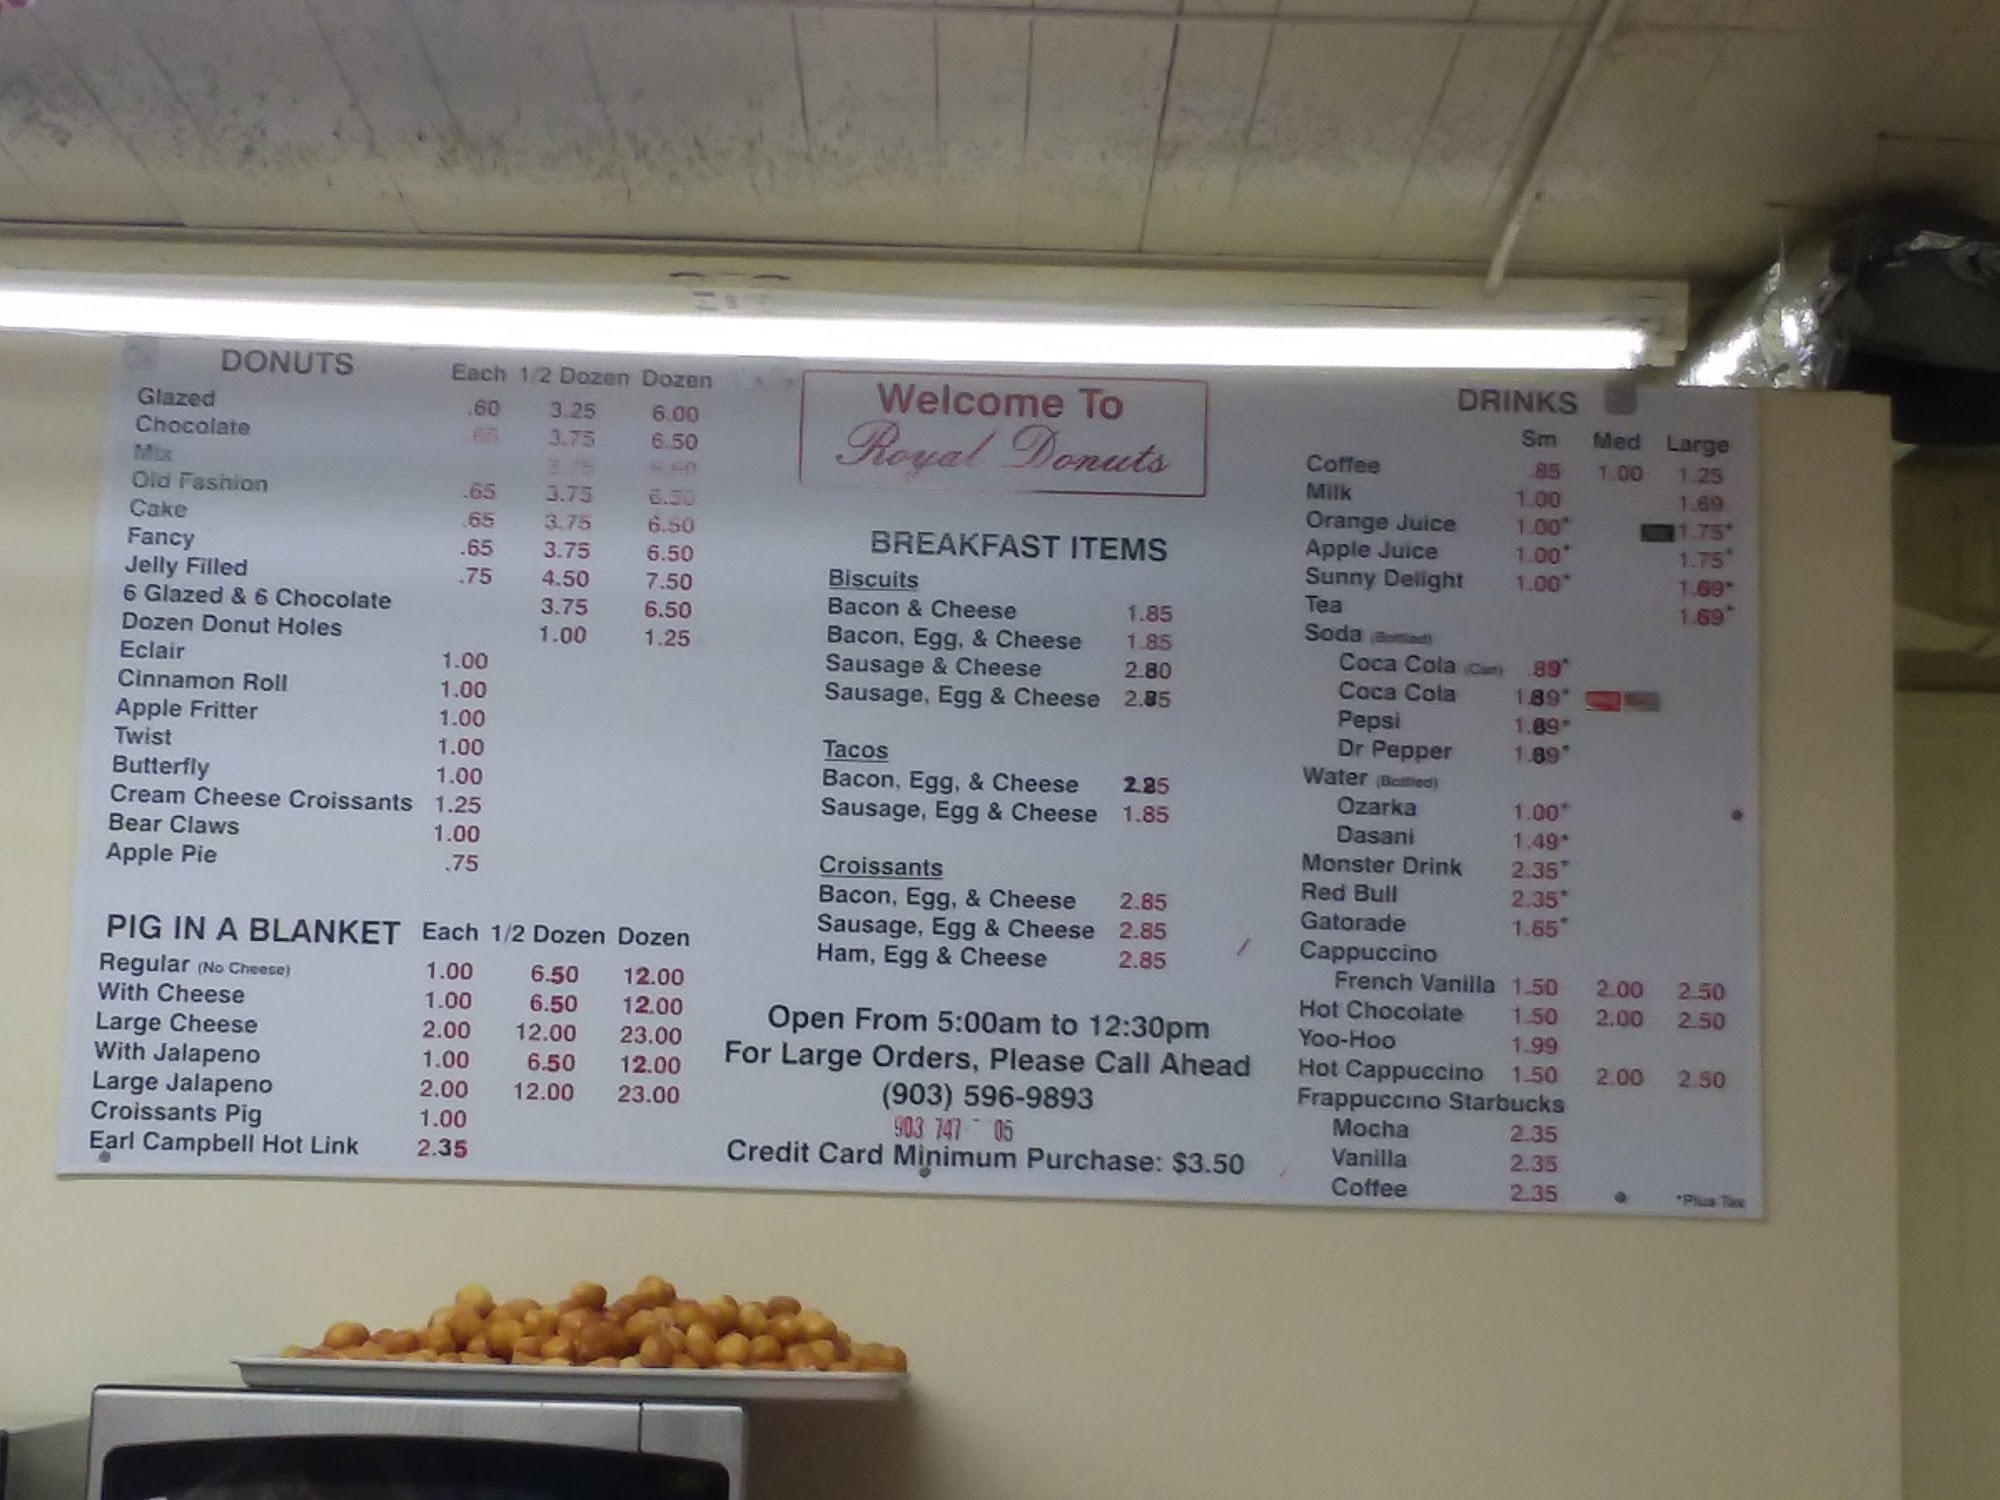 DONUTS Each 1/2 Dozen Dozen
Glazed .60 3.25 6.00
Chocolate .65 3.75 6.50
Mix 3.75
Old Fashion .65 3.75 6.50
Cake .65 3.75 6.50
Fancy .65 3.75 6.50
Jelly Filled .75 4.50 7.50
6 Glazed & 6 Chocolate 3.75 6.50
Dozen Donut Holes 1.00 1.25
Eclair 1.00
Cinnamon Roll 1.00
Apple Fritter 1.00
Twist 1.00
Butterfly 1.00
Cream Cheese Croissants 1.25
Bear Claws 1.00
Apple Pie .75
PIG IN A BLANKET Each 1/2 Dozen Dozen
Regular (No Cheese) 1.00 6.50 12.00
With Cheese 1.00 6.50 12.00
Large Cheese 2.00 12.00 23.00
With Jalapeno 1.00 6.50 12.00
Large Jalapeno 2.00 12.00 23.00
Croissants Pig 1.00
Earl Campbell Hot Link 2.35
Welcome To
Royal Donuts
BREAKFAST ITEMS
Biscuits
Bacon & Cheese 1.85
Bacon, Egg, & Cheese 1.85
Sausage & Cheese 2.80
Sausage, Egg & Cheese 2.85
Tacos
Bacon, Egg, & Cheese 2.25
Sausage, Egg & Cheese 1.85
Croissants
Bacon, Egg, & Cheese 2.85
Sausage, Egg & Cheese 2.85
Ham, Egg & Cheese 2.85
Open From 5:00am to 12:30pm
For Large Orders, Please Call Ahead
(903) 596-9893
903 747 05
Credit Card Minimum Purchase: $3.50
DRINKS
Sm Med Large
Coffee .85 1.00 1.25
Milk 1.00 1.69
Orange Juice 1.00* 1.75*
Apple Juice 1.00* 1.75*
Sunny Delight 1.00* 1.69*
Tea 1.69*
Soda (Bottled)
Coca Cola (Can) .89*
Coca Cola 1.89*
Pepsi 1.89*
Dr Pepper 1.89*
Water (Bottled)
Ozarka 1.00*
Dasani 1.49*
Monster Drink 2.35*
Red Bull 2.35*
Gatorade 1.65*
Cappuccino
French Vanilla 1.50 2.00 2.50
Hot Chocolate 1.50 2.00 2.50
Yoo-Hoo 1.99
Hot Cappuccino 1.50 2.00 2.50
Frappuccino Starbucks
Mocha 2.35
Vanilla 2.35
Coffee 2.35
*Plus Tax